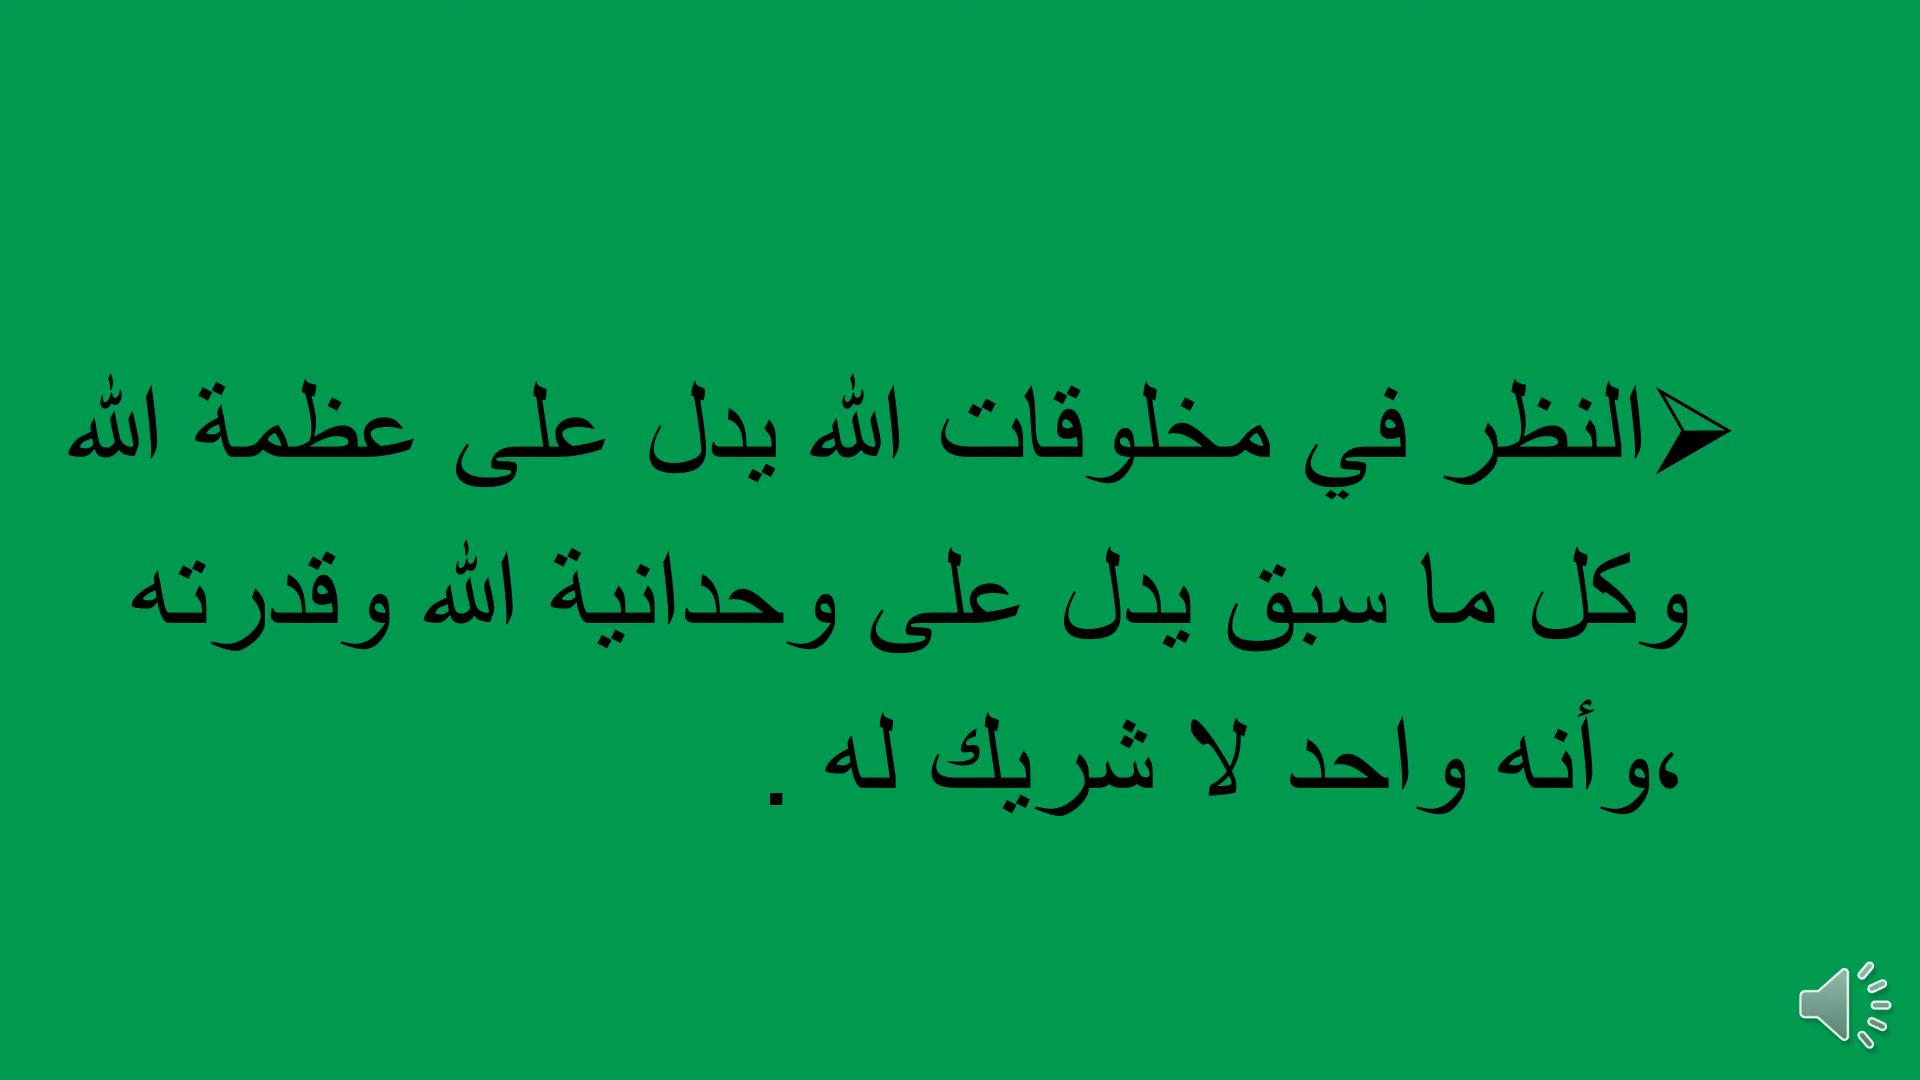 ➢النظر في مخلوقات الله يدل على عظمة الله
وكل ما سبق يدل على وحدانية الله وقدرته
،وأنه واحد لا شريك له .